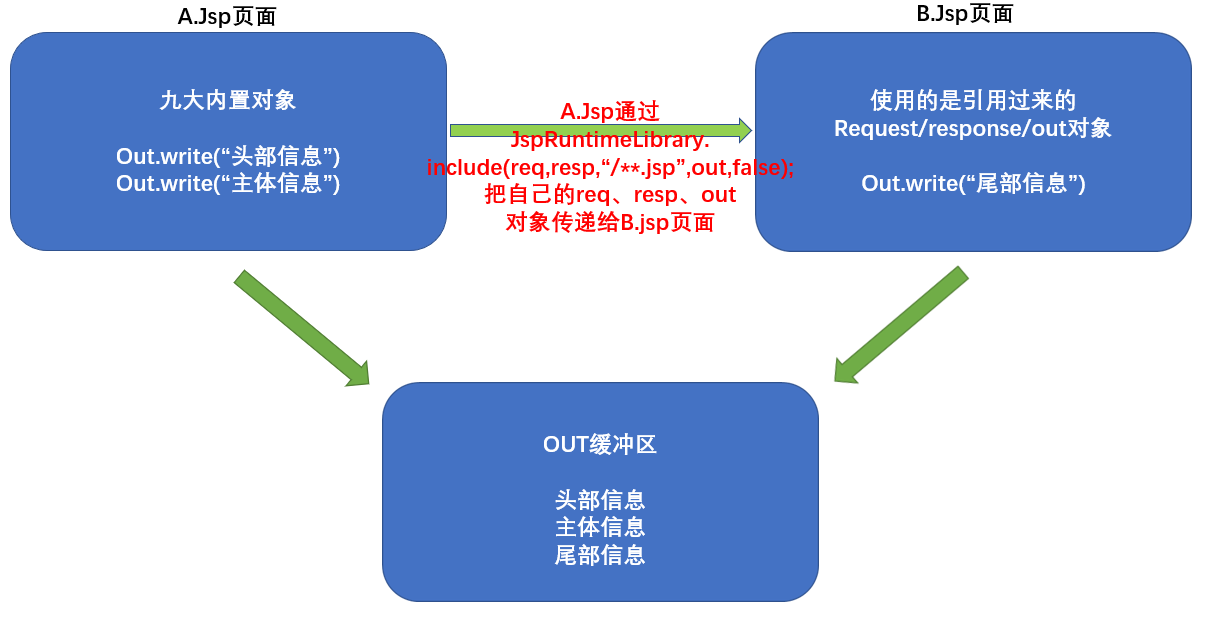 A.Jsp页面
九大内置对象
Out.write(“头部信息”)
Out.write(“主体信息”)
A.Jsp通过
JspRuntimeLibrary.
include(req,resp,“/**.jsp”,out,false);
把自己的req、resp、out
对象传递给B.jsp页面
B.Jsp页面
使用的是引用过来的
Request/response/out对象
Out.write(“尾部信息”)
OUT缓冲区
头部信息
主体信息
尾部信息